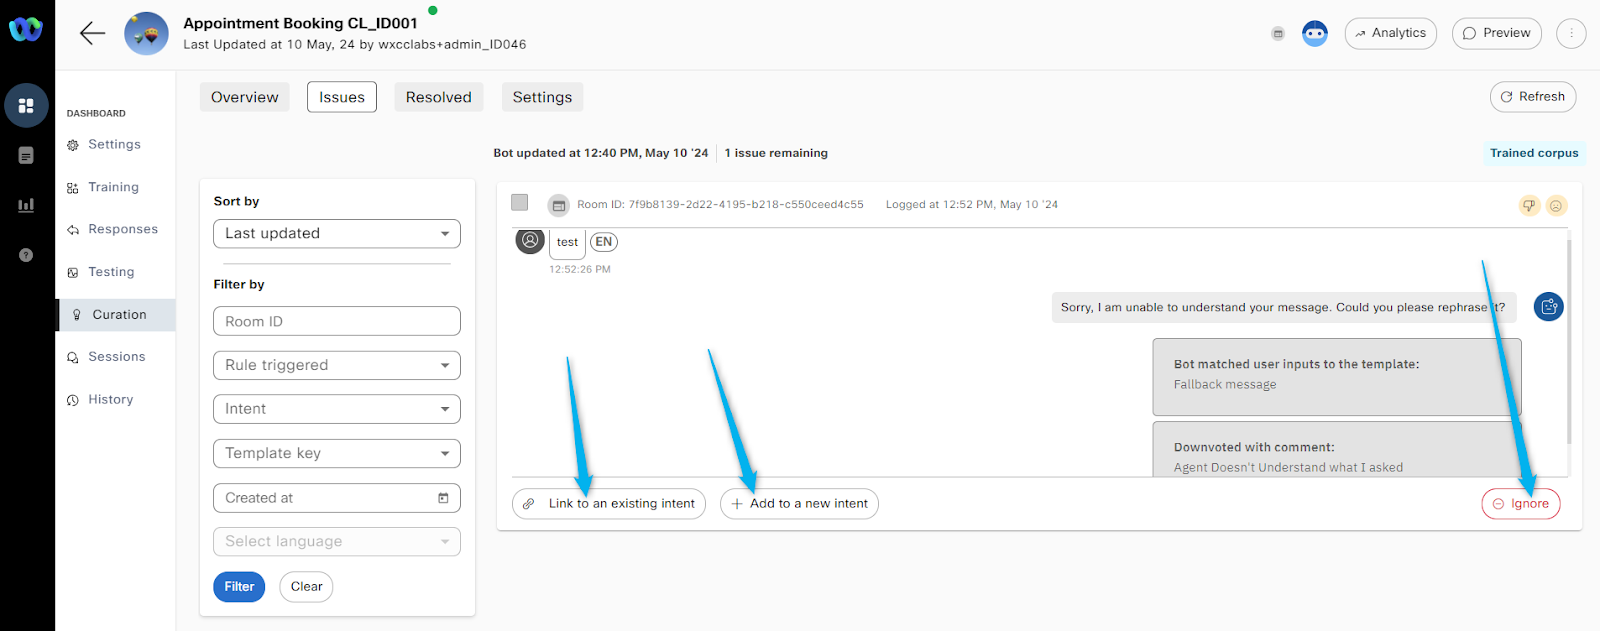 Appointment Booking CL_ID001
Last Updated at 10 May, 24 by wxcclabs+admin_ID046
Analytics
Preview
DASHBOARD
Settings
Training
Responses
Testing
Curation
Sessions
History
Overview
Issues
Resolved
Settings
Refresh
Bot updated at 12:40 PM, May 10 '24
1 issue remaining
Trained corpus
Sort by
Last updated
Filter by
Room ID
Rule triggered
Intent
Template key
Created at
Select language
Filter
Clear
Room ID: 7f9b8139-2d22-4195-b218-c550ceed4c55
Logged at 12:52 PM, May 10 '24
test
EN
12:52:26 PM
Sorry, I am unable to understand your message. Could you please rephrase it?
Bot matched user inputs to the template:
Fallback message
Downvoted with comment:
Agent Doesn't Understand what I asked
Link to an existing intent
Add to a new intent
Ignore